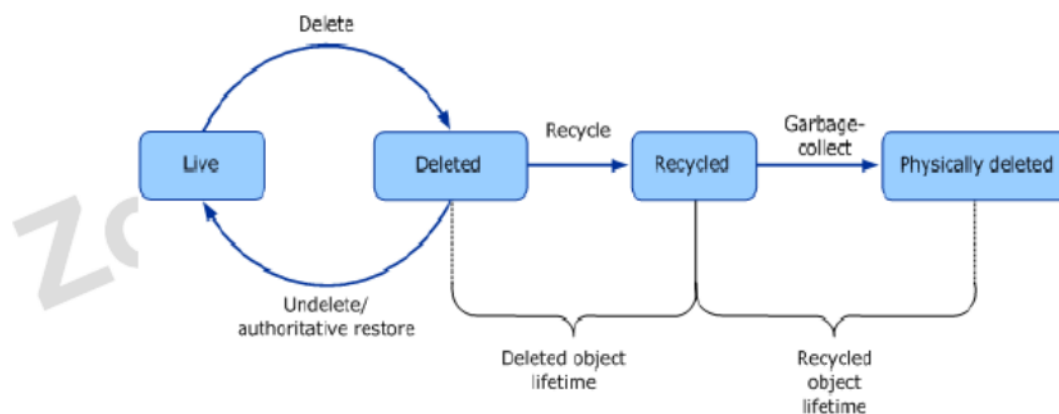 Delete
Live
Deleted
Recycle
Recycled
Garbage-
collect
Physically deleted
Undelete/
authoritative restore
Deleted object
lifetime
Recycled
object
lifetime